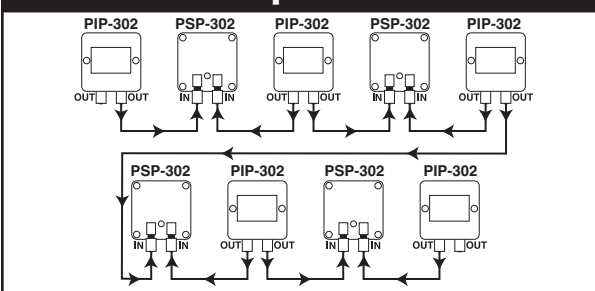 PIP-302 PSP-302 PIP-302 PSP-302 PIP-302
OUT OUT IN IN OUT OUT IN IN OUT OUT
PSP-302 PIP-302 PSP-302 PIP-302
IN IN OUT OUT IN IN OUT OUT